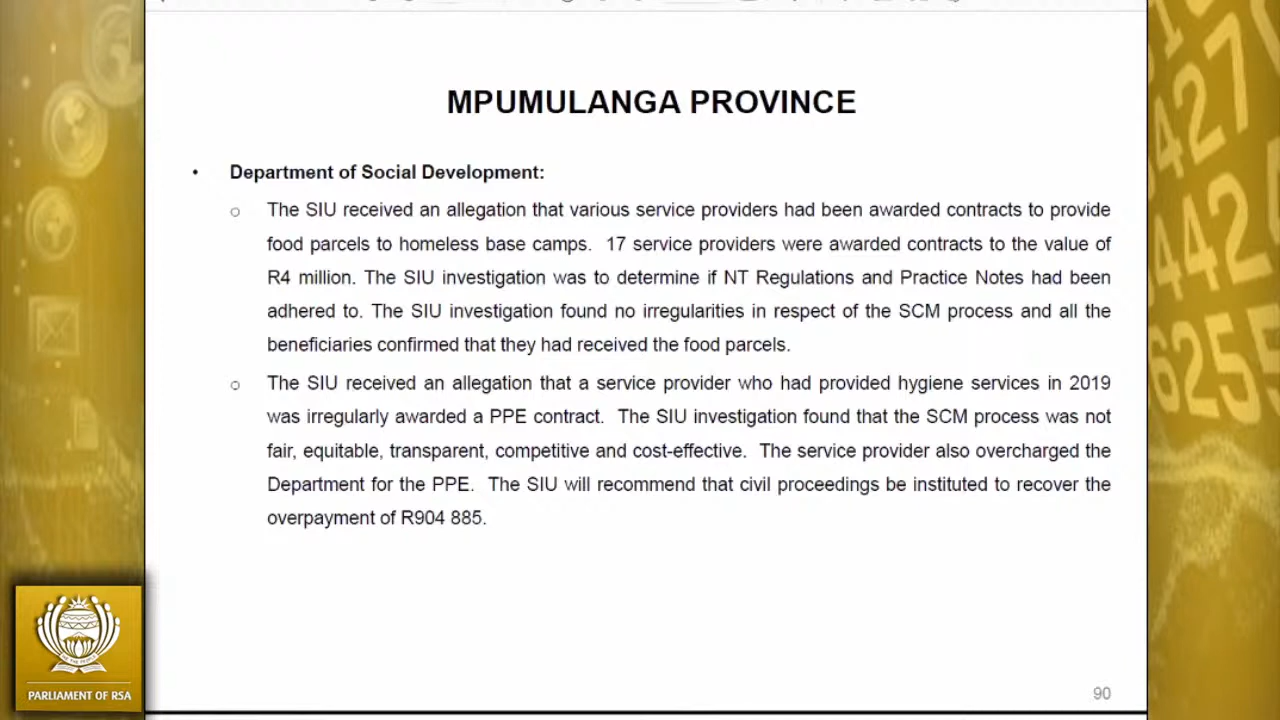 MPUMULANGA PROVINCE
• Department of Social Development:
o The SIU received an allegation that various service providers had been awarded contracts to provide
food parcels to homeless base camps. 17 service providers were awarded contracts to the value of
R4 million. The SIU investigation was to determine if NT Regulations and Practice Notes had been
adhered to. The SIU investigation found no irregularities in respect of the SCM process and all the
beneficiaries confirmed that they had received the food parcels.
o The SIU received an allegation that a service provider who had provided hygiene services in 2019
was irregularly awarded a PPE contract. The SIU investigation found that the SCM process was not
fair, equitable, transparent, competitive and cost-effective. The service provider also overcharged the
Department for the PPE. The SIU will recommend that civil proceedings be instituted to recover the
overpayment of R904 885.
90
PARLIAMENT OF RSA
427
442
6255